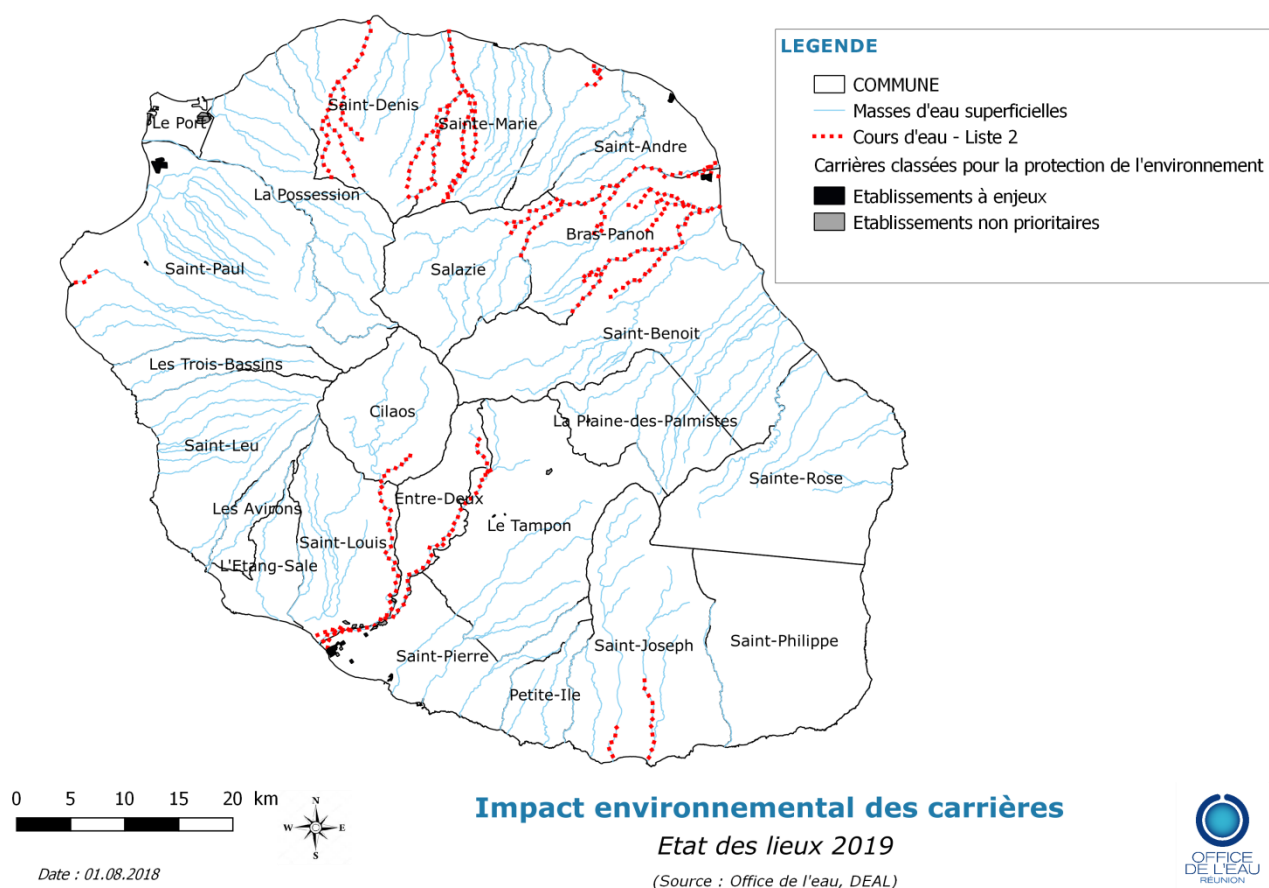 LEGENDE
COMMUNE
Masses d'eau superficielles
Cours d'eau - Liste 2
Carrières classées pour la protection de l'environnement
Etablissements à enjeux
Etablissements non prioritaires
Saint-Denis
Le Port
Sainte-Marie
Saint-Andre
La Possession
Bras-Panon
Saint-Paul
Salazie
Saint-Benoit
Les Trois-Bassins
Cilaos
La Plaine-des-Palmistes
Saint-Leu
Sainte-Rose
Entre-Deux
Les Avirons
Le Tampon
Saint-Louis
L'Etang-Sale
Saint-Philippe
Saint-Joseph
Saint-Pierre
Petite-Ile
0 5 10 15 20 km
N
W E
S
Date : 01.08.2018
Impact environnemental des carrières
Etat des lieux 2019
(Source : Office de l'eau, DEAL)
OFFICE
DE L'EAU
RÉUNION